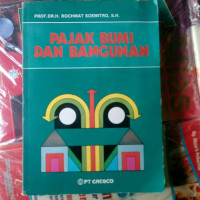 PROF. DR. H. ROCHMAT SOEMITRO, S.H.
PAJAK BUMI
DAN BANGUNAN
PT ERESCO